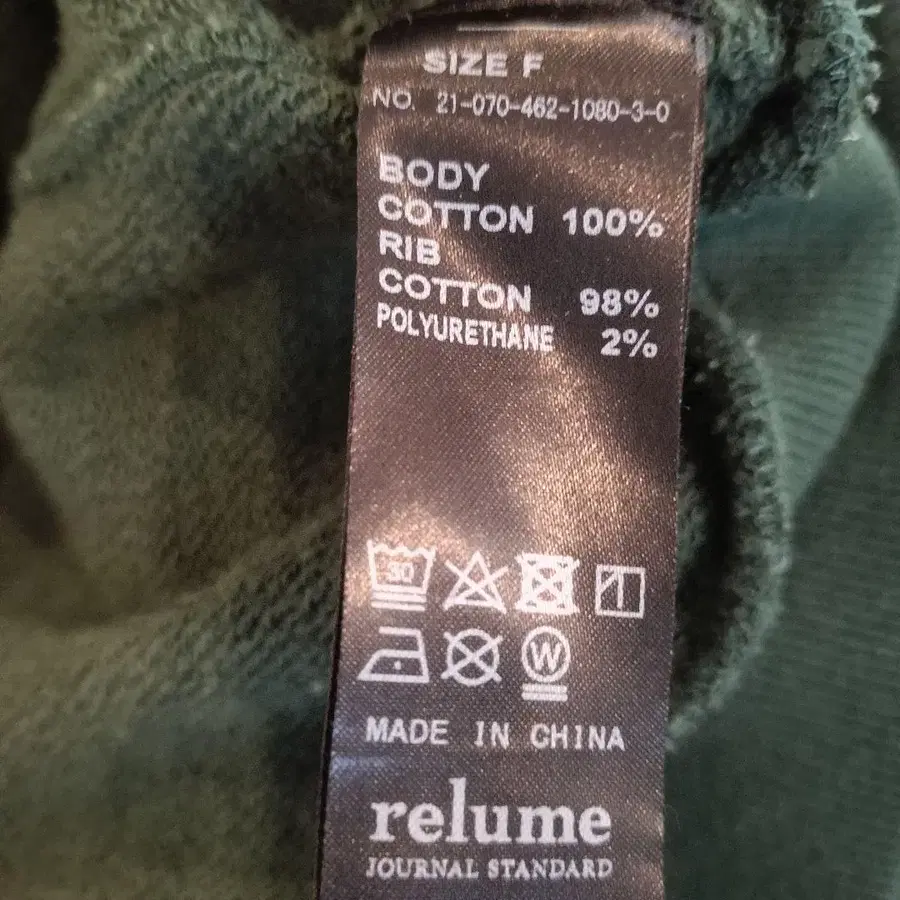 SIZE F
NO. 21-070-462-1080-3-0
BODY
COTTON 100%
RIB
COTTON 98%
POLYURETHANE 2%
30
W
MADE IN CHINA
relume
JOURNAL STANDARD